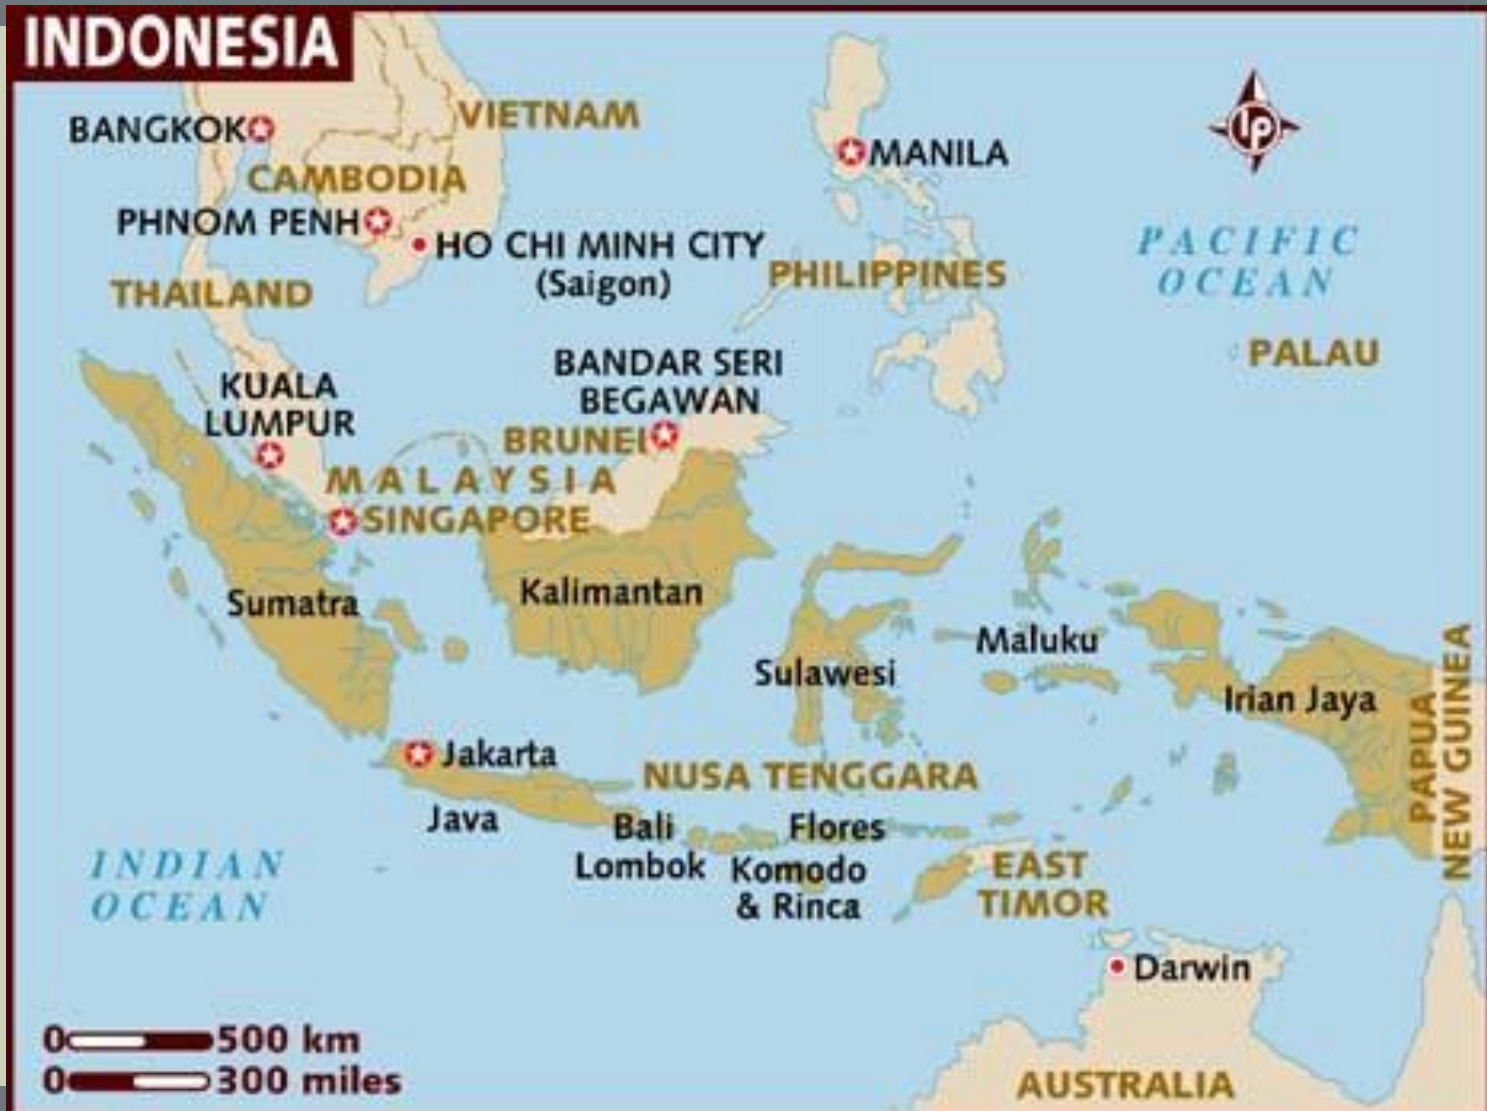 INDONESIA
BANGKOK
VIETNAM
MANILA
lp
CAMBODIA
PHNOM PENH
HO CHI MINH CITY
(Saigon)
PACIFIC
OCEAN
THAILAND
PHILIPPINES
PALAU
BANDAR SERI
BEGAWAN
KUALA
LUMPUR
BRUNEI
MALAYSIA
SINGAPORE
Sumatra
Kalimantan
Maluku
Sulawesi
Irian Jaya
PAPUA
NEW GUINEA
Jakarta
NUSA TENGGARA
Java
Bali
Flores
Lombok
Komodo
& Rinca
EAST
TIMOR
INDIAN
OCEAN
Darwin
0 500 km
0 300 miles
AUSTRALIA